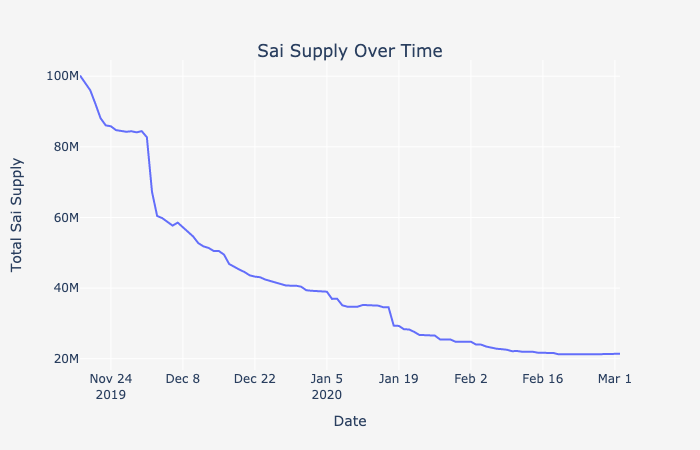 Sai Supply Over Time
Total Sai Supply
100M
80M
60M
40M
20M
Nov 24
2019
Dec 8
Dec 22
Jan 5
2020
Jan 19
Feb 2
Feb 16
Mar 1
Date